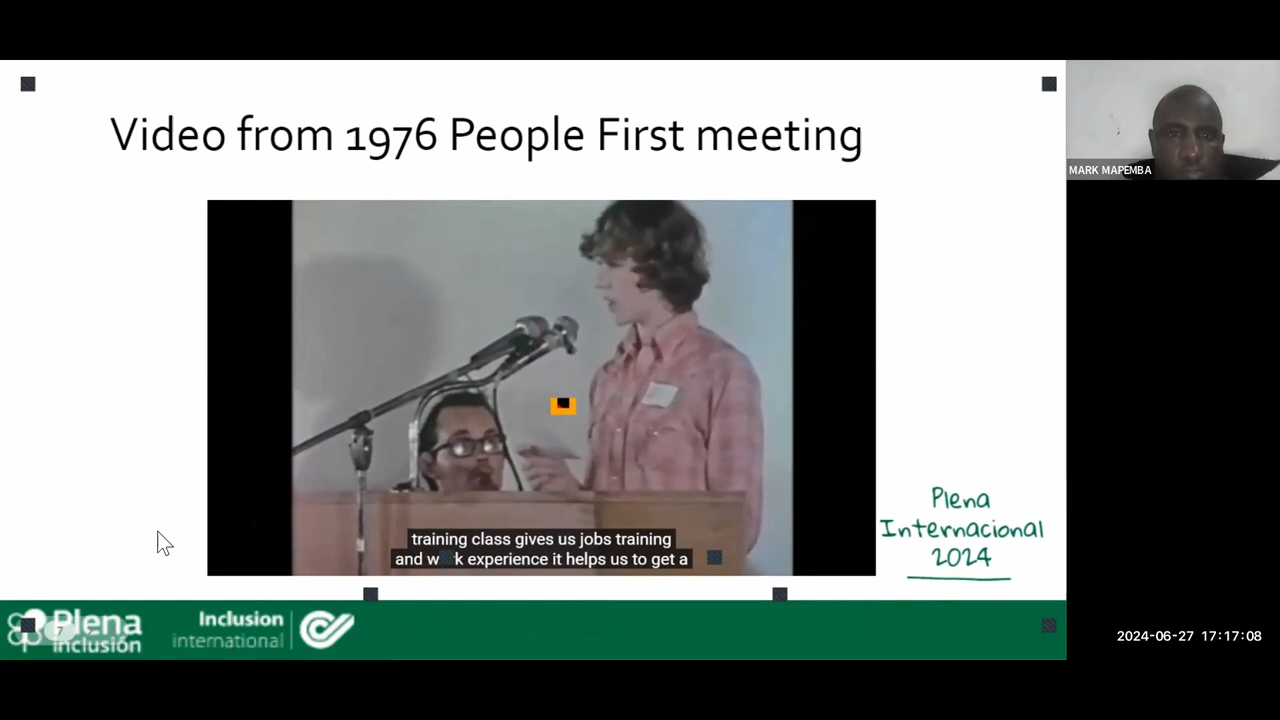 Video from 1976 People First meeting
MARK MAPEMBA
training class gives us jobs training
and w k experience it helps us to get a
Plena
Internacional
2024
Plena
inclusión
Inclusion
international
7
2024-06-27 17:17:08